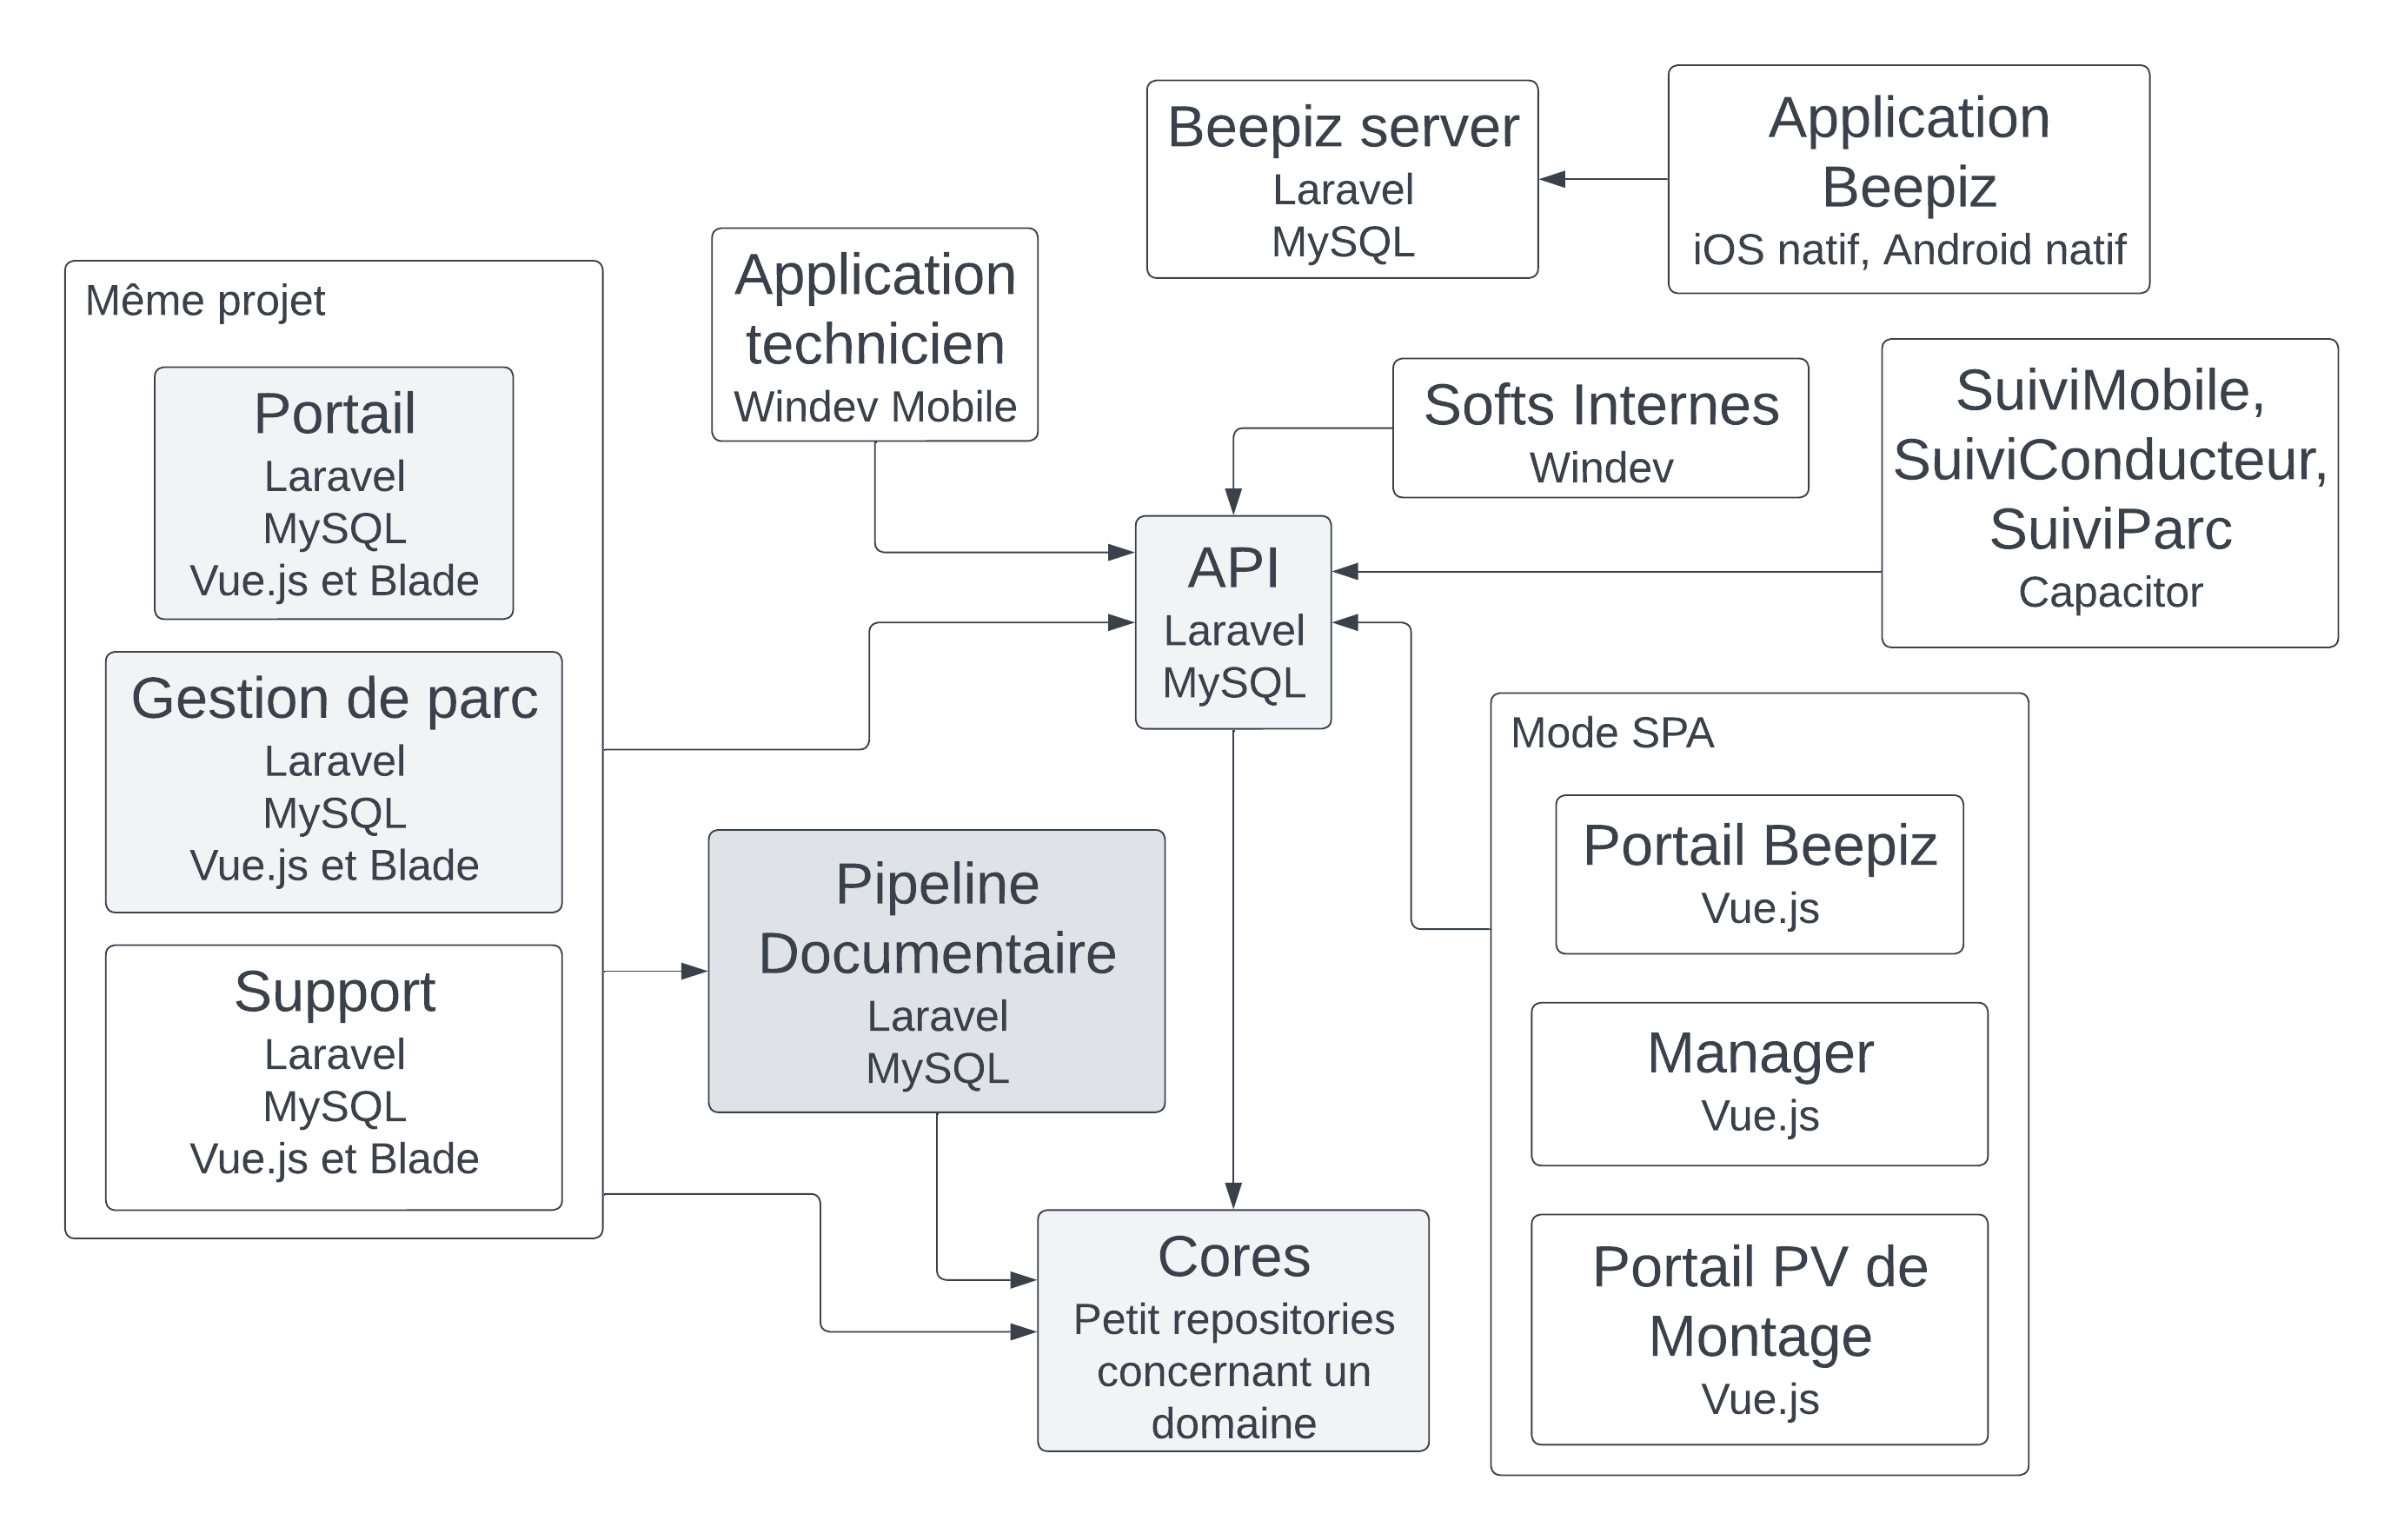 Beepiz server
Laravel
MySQL
Application
Beepiz
iOS natif, Android natif
Application
technicien
Windev Mobile
Même projet
Portail
Laravel
MySQL
Vue.js et Blade
Gestion de parc
Laravel
MySQL
Vue.js et Blade
Support
Laravel
MySQL
Vue.js et Blade
Softs Internes
Windev
SuiviMobile,
SuiviConducteur,
SuiviParc
Capacitor
API
Laravel
MySQL
Pipeline
Documentaire
Laravel
MySQL
Mode SPA
Portail Beepiz
Vue.js
Manager
Vue.js
Portail PV de
Montage
Vue.js
Cores
Petit repositories
concernant un
domaine